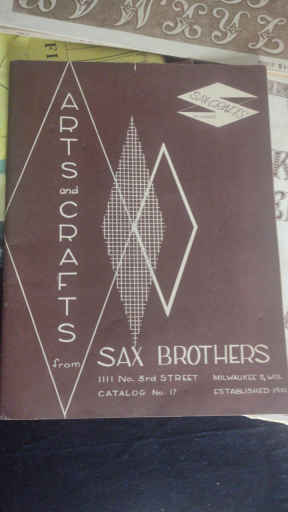 SAX CRAFTS
ARTS and CRAFTS
from SAX BROTHERS
1111 No. 3rd STREET MILWAUKEE 3, WIS.
CATALOG No. 17 ESTABLISHED